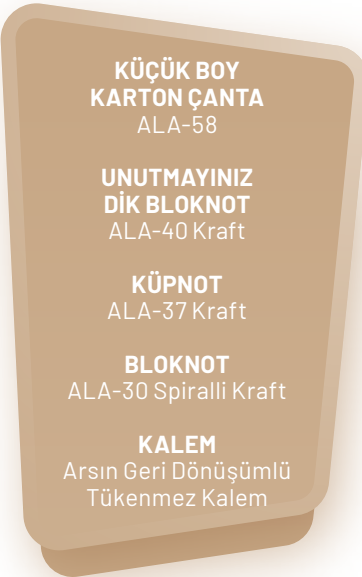 KÜÇÜK BOY
KARTON ÇANTA
ALA-58
UNUTMAYINIZ
DİK BLOKNOT
ALA-40 Kraft
KÜPNOT
ALA-37 Kraft
BLOKNOT
ALA-30 Spiralli Kraft
KALEM
Arsın Geri Dönüşümlü
Tükenmez Kalem